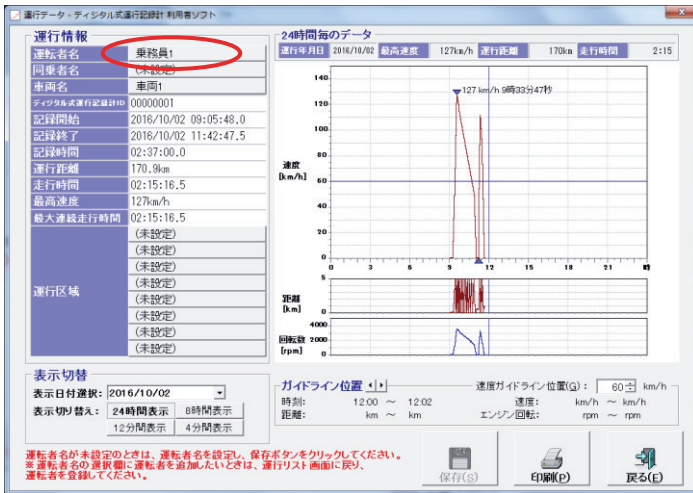 運行データ - ディジタル式運行記録計 利用者ソフト
運行情報
運転者名 乗務員1
同乗者名 (未設定)
車両名 車両1
ディジタル式運行記録計ID 00000001
記録開始 2016/10/02 09:05:48.0
記録終了 2016/10/02 11:42:47.5
記録時間 02:37:00.0
運行距離 170.9km
走行時間 02:15:16.5
最高速度 127km/h
最大連続走行時間 02:15:16.5
運行区域
(未設定)
(未設定)
(未設定)
(未設定)
(未設定)
(未設定)
(未設定)
(未設定)
表示切替
表示日付選択: 2016/10/02
表示切り替え: 24時間表示 8時間表示
12分間表示 4分間表示
24時間毎のデータ
運行年月日 2016/10/02 最高速度 127km/h 運行距離 170km 走行時間 2:15
140
120
100
80
60
40
20
0
速度
[km/h]
127 km/h 9時33分47秒
0 3 6 9 12 15 18 21 時
5
距離
[km]
0
4000
回転数 2000
[rpm]
0
ガイドライン位置
速度ガイドライン位置(G): 60 km/h
時刻: 12:00 ~ 12:02 速度: km/h ~ km/h
距離: km ~ km エンジン回転: rpm ~ rpm
運転者名が未設定のときは、運転者名を設定し、保存ボタンをクリックしてください。
※ 運転者名の選択欄に運転者を追加したいときは、運行リスト画面に戻り、
運転者を登録してください。
保存(S) 印刷(P) 戻る(E)